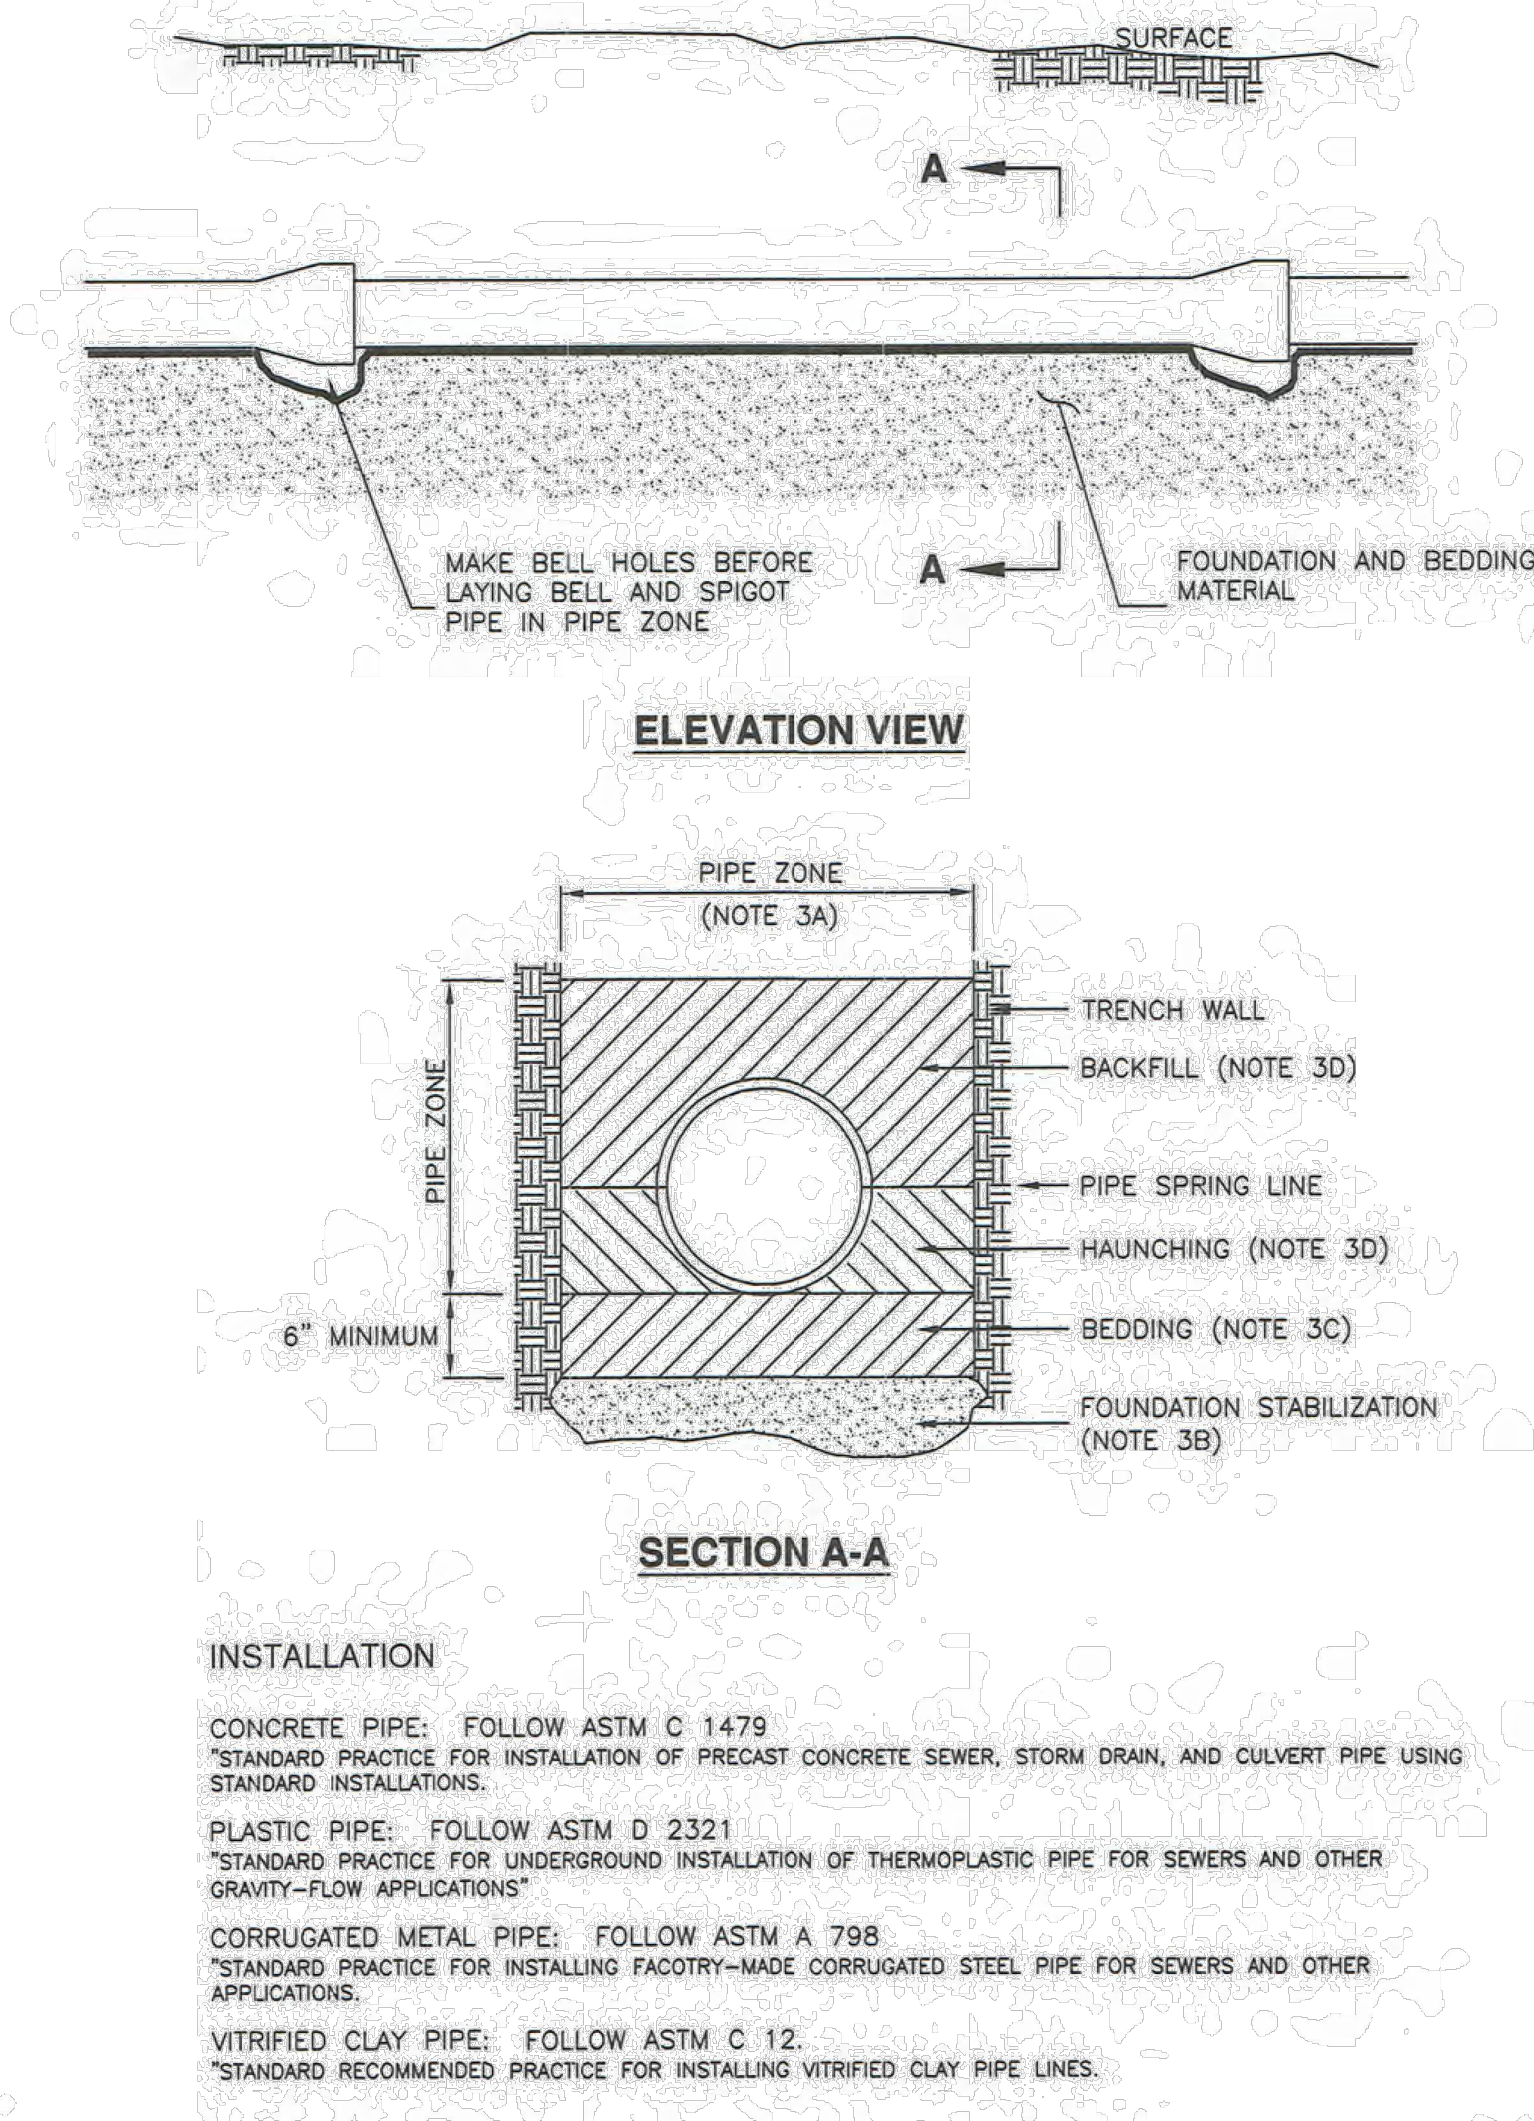 SURFACE
A
MAKE BELL HOLES BEFORE
LAYING BELL AND SPIGOT
PIPE IN PIPE ZONE
A
FOUNDATION AND BEDDING
MATERIAL
ELEVATION VIEW
PIPE ZONE
(NOTE 3A)
TRENCH WALL
BACKFILL (NOTE 3D)
PIPE ZONE
PIPE SPRING LINE
HAUNCHING (NOTE 3D)
6" MINIMUM
BEDDING (NOTE 3C)
FOUNDATION STABILIZATION
(NOTE 3B)
SECTION A-A
INSTALLATION
CONCRETE PIPE: FOLLOW ASTM C 1479
"STANDARD PRACTICE FOR INSTALLATION OF PRECAST CONCRETE SEWER, STORM DRAIN, AND CULVERT PIPE USING
STANDARD INSTALLATIONS.
PLASTIC PIPE: FOLLOW ASTM D 2321
"STANDARD PRACTICE FOR UNDERGROUND INSTALLATION OF THERMOPLASTIC PIPE FOR SEWERS AND OTHER
GRAVITY-FLOW APPLICATIONS"
CORRUGATED METAL PIPE: FOLLOW ASTM A 798
"STANDARD PRACTICE FOR INSTALLING FACOTRY-MADE CORRUGATED STEEL PIPE FOR SEWERS AND OTHER
APPLICATIONS.
VITRIFIED CLAY PIPE: FOLLOW ASTM C 12.
"STANDARD RECOMMENDED PRACTICE FOR INSTALLING VITRIFIED CLAY PIPE LINES.